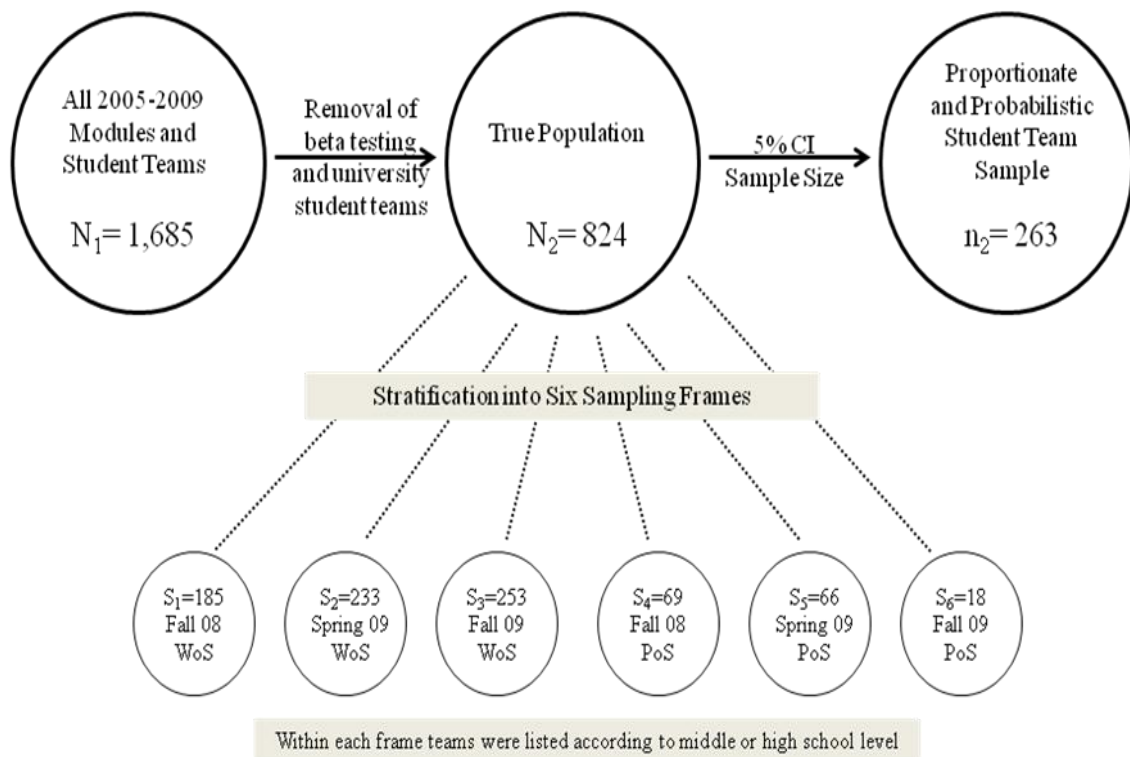 All 2005-2009
Modules and
Student Teams
N₁= 1,685
Removal of
beta testing
and university
student teams
True Population
N₂= 824
5% CI
Sample Size
Proportionate
and Probabilistic
Student Team
Sample
n₂= 263
Stratification into Six Sampling Frames
S₁=185
Fall 08
WoS
S₂=233
Spring 09
WoS
S₃=253
Fall 09
WoS
S₄=69
Fall 08
PoS
S₅=66
Spring 09
PoS
S₆=18
Fall 09
PoS
Within each frame teams were listed according to middle or high school level